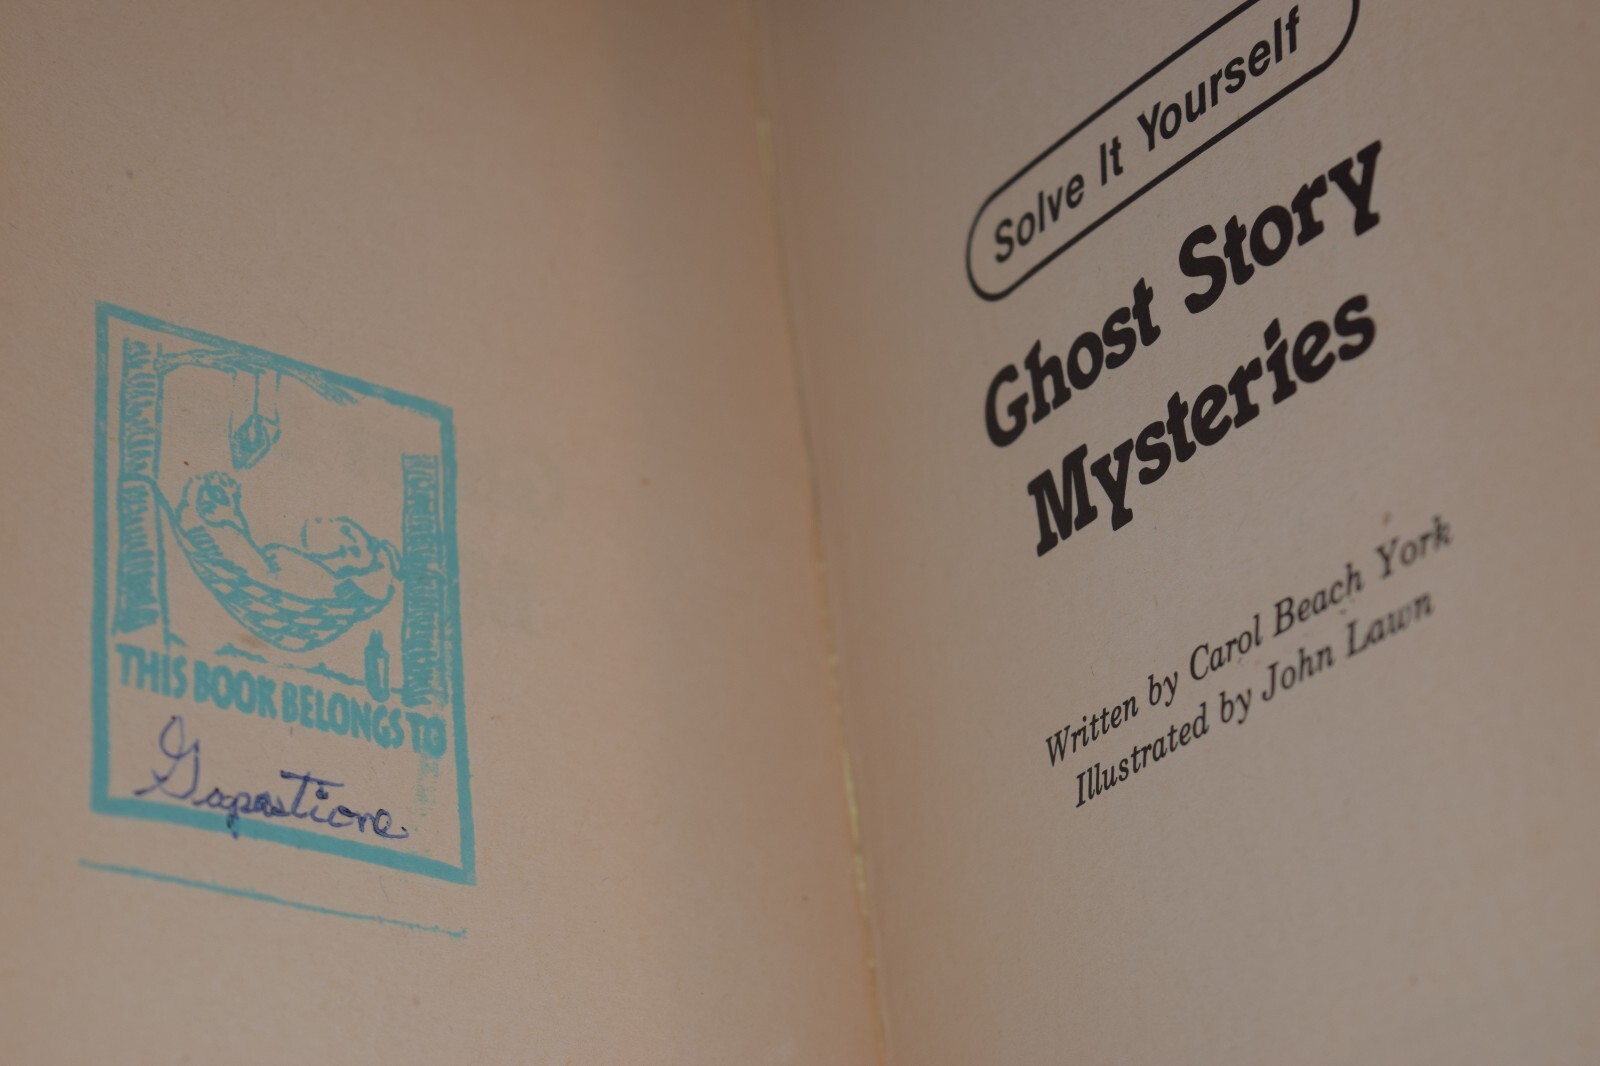 THIS BOOK BELONGS TO
Solve It Yourself
Ghost Story
Mysteries
Written by Carol Beach York
Illustrated by John Lawn